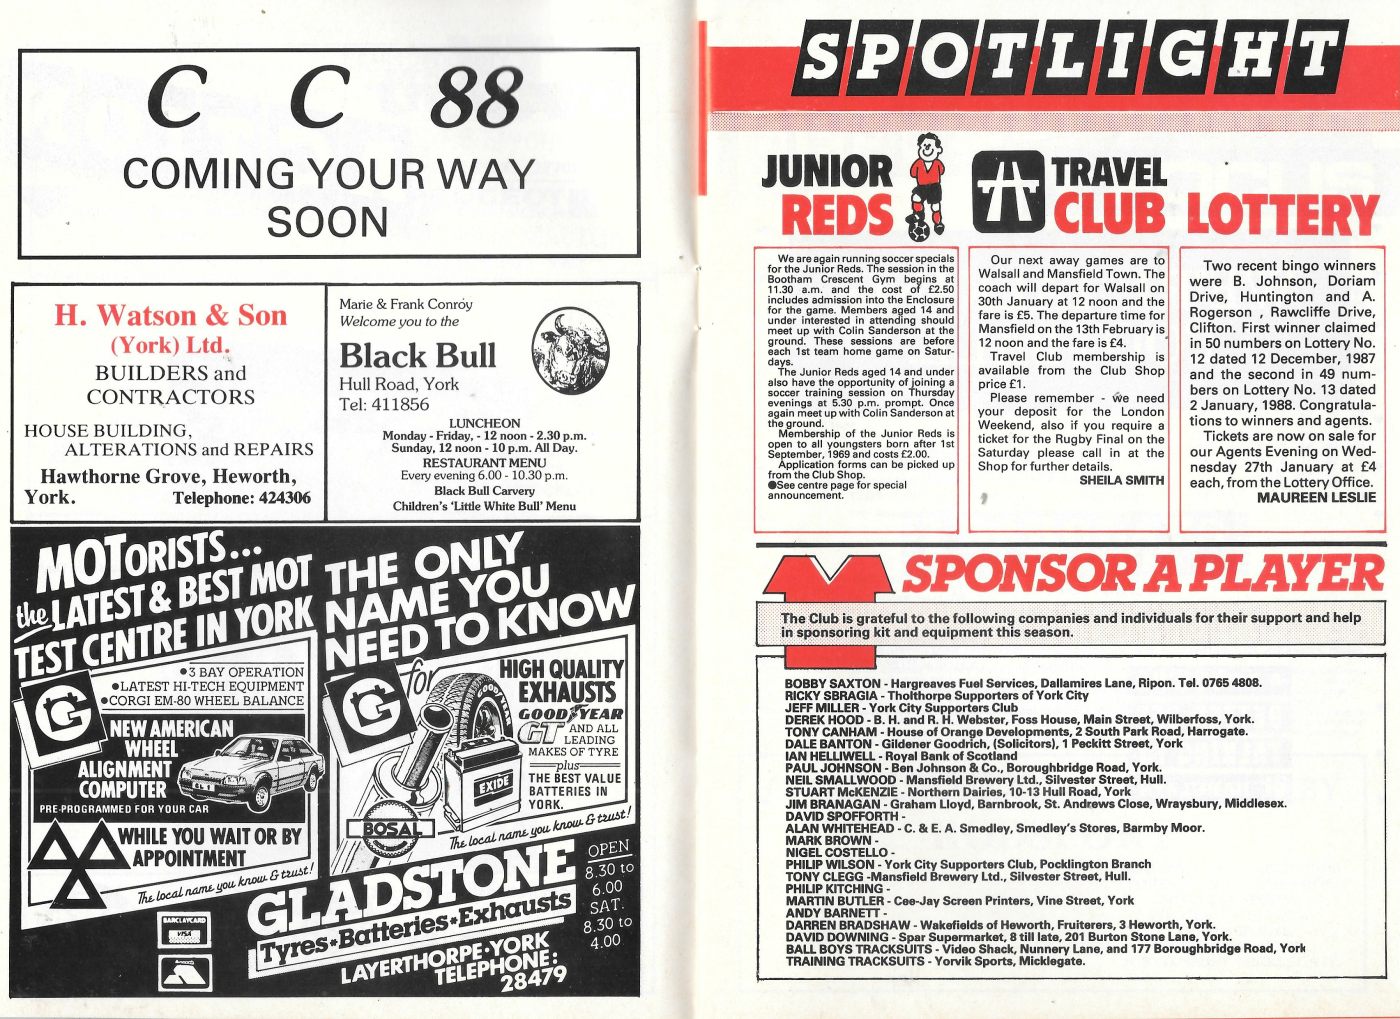 C C 88
COMING YOUR WAY
SOON
H. Watson & Son
(York) Ltd.
BUILDERS and
CONTRACTORS
HOUSE BUILDING,
ALTERATIONS and REPAIRS
Hawthorne Grove, Heworth,
York. Telephone: 424306
Marie & Frank Conroy
Welcome you to the
Black Bull
Hull Road, York
Tel: 411856
LUNCHEON
Monday - Friday, - 12 noon - 2.30 p.m.
Sunday, 12 noon - 10 p.m. All Day.
RESTAURANT MENU
Every evening 6.00 - 10.30 p.m.
Black Bull Carvery
Children's 'Little White Bull' Menu
MOTORISTS...
the LATEST & BEST MOT
TEST CENTRE IN YORK
G
●3 BAY OPERATION
●LATEST HI-TECH EQUIPMENT
●CORGI EM-80 WHEEL BALANCE
NEW AMERICAN
WHEEL
ALIGNMENT
COMPUTER
PRE-PROGRAMMED FOR YOUR CAR
WHILE YOU WAIT OR BY
APPOINTMENT
The local name you know & trust!
THE ONLY
NAME YOU
NEED TO KNOW
G
for
HIGH QUALITY
EXHAUSTS
GOODYEAR
GT AND ALL
LEADING
MAKES OF TYRE
plus
THE BEST VALUE
BATTERIES IN
YORK.
GOODYEAR
EXIDE
BOSAL
The local name you know & trust!
BARCLAYCARD
VISA
GLADSTONE
Tyres•Batteries•Exhausts
LAYERTHORPE·YORK
TELEPHONE:
28479
OPEN
8.30 to
6.00
SAT.
8.30 to
4.00
SPOTLIGHT
JUNIOR
REDS
We are again running soccer specials
for the Junior Reds. The session in the
Bootham Crescent Gym begins at
11.30 a.m. and the cost of £2.50
includes admission into the Enclosure
for the game. Members aged 14 and
under interested in attending should
meet up with Colin Sanderson at the
ground. These sessions are before
each 1st team home game on Satur-
days.
The Junior Reds aged 14 and under
also have the opportunity of joining a
soccer training session on Thursday
evenings at 5.30 p.m. prompt. Once
again meet up with Colin Sanderson at
the ground.
Membership of the Junior Reds is
open to all youngsters born after 1st
September, 1969 and costs £2.00.
Application forms can be picked up
from the Club Shop.
●See centre page for special
announcement.
TRAVEL
CLUB
Our next away games are to
Walsall and Mansfield Town. The
coach will depart for Walsall on
30th January at 12 noon and the
fare is £5. The departure time for
Mansfield on the 13th February is
12 noon and the fare is £4.
Travel Club membership is
available from the Club Shop
price £1.
Please remember - we need
your deposit for the London
Weekend, also if you require a
ticket for the Rugby Final on the
Saturday please call in at the
Shop for further details.
SHEILA SMITH
LOTTERY
Two recent bingo winners
were B. Johnson, Doriam
Drive, Huntington and A.
Rogerson , Rawcliffe Drive,
Clifton. First winner claimed
in 50 numbers on Lottery No.
12 dated 12 December, 1987
and the second in 49 num-
bers on Lottery No. 13 dated
2 January, 1988. Congratula-
tions to winners and agents.
Tickets are now on sale for
our Agents Evening on Wed-
nesday 27th January at £4
each, from the Lottery Office.
MAUREEN LESLIE
SPONSOR A PLAYER
The Club is grateful to the following companies and individuals for their support and help
in sponsoring kit and equipment this season.
BOBBY SAXTON - Hargreaves Fuel Services, Dallamires Lane, Ripon. Tel. 0765 4808.
RICKY SBRAGIA - Tholthorpe Supporters of York City
JEFF MILLER - York City Supporters Club
DEREK HOOD - B. H. and R. H. Webster, Foss House, Main Street, Wilberfoss, York.
TONY CANHAM - House of Orange Developments, 2 South Park Road, Harrogate.
DALE BANTON - Gildener Goodrich, (Solicitors), 1 Peckitt Street, York
IAN HELLIWELL - Royal Bank of Scotland
PAUL JOHNSON - Ben Johnson & Co., Boroughbridge Road, York.
NEIL SMALLWOOD - Mansfield Brewery Ltd., Silvester Street, Hull.
STUART McKENZIE - Northern Dairies, 10-13 Hull Road, York
JIM BRANAGAN - Graham Lloyd, Barnbrook, St. Andrews Close, Wraysbury, Middlesex.
DAVID SPOFFORTH -
ALAN WHITEHEAD - C. & E. A. Smedley, Smedley's Stores, Barmby Moor.
MARK BROWN -
NIGEL COSTELLO -
PHILIP WILSON - York City Supporters Club, Pocklington Branch
TONY CLEGG -Mansfield Brewery Ltd., Silvester Street, Hull.
PHILIP KITCHING -
MARTIN BUTLER - Cee-Jay Screen Printers, Vine Street, York
ANDY BARNETT -
DARREN BRADSHAW - Wakefields of Heworth, Fruiterers, 3 Heworth, York.
DAVID DOWNING - Spar Supermarket, 8 till late, 201 Burton Stone Lane, York.
BALL BOYS TRACKSUITS - Video Shack, Nunnery Lane, and 177 Boroughbridge Road, York
TRAINING TRACKSUITS - Yorvik Sports, Micklegate.